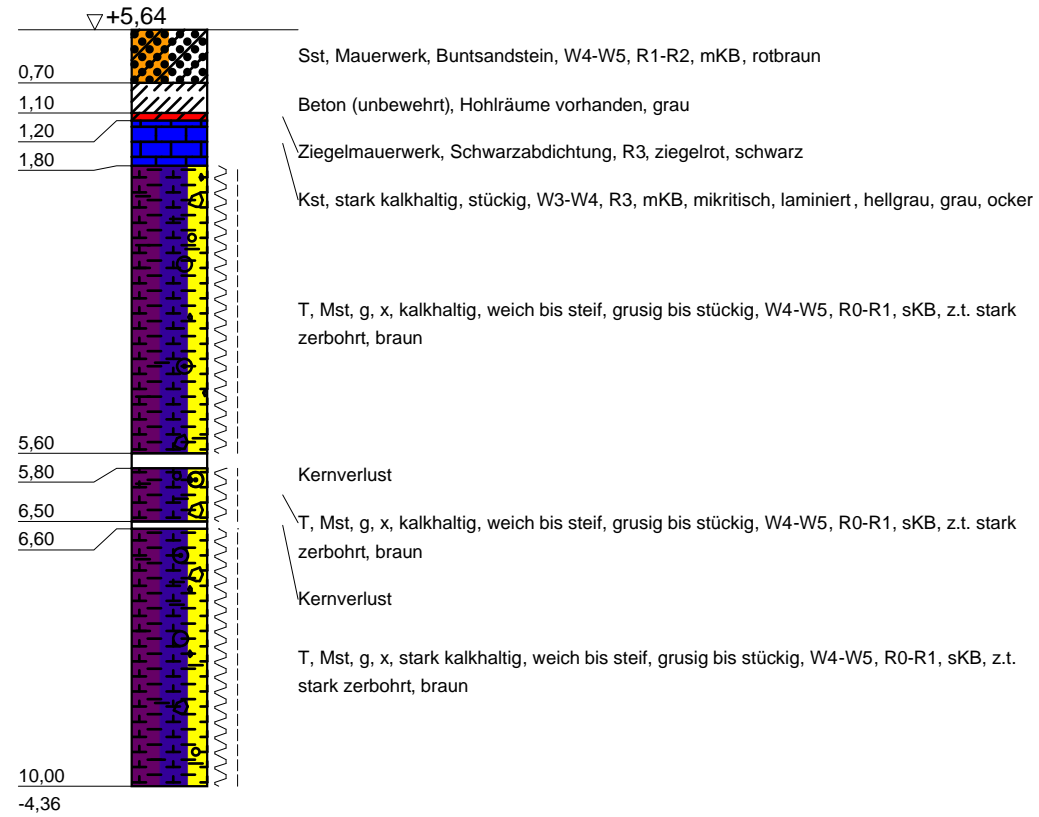 +5,64
Sst, Mauerwerk, Buntsandstein, W4-W5, R1-R2, mKB, rotbraun
0,70
Beton (unbewehrt), Hohlräume vorhanden, grau
1,10
1,20
Ziegelmauerwerk, Schwarzabdichtung, R3, ziegelrot, schwarz
1,80
Kst, stark kalkhaltig, stückig, W3-W4, R3, mKB, mikritisch, laminiert, hellgrau, grau, ocker
T, Mst, g, x, kalkhaltig, weich bis steif, grusig bis stückig, W4-W5, R0-R1, sKB, z.t. stark
zerbohrt, braun
5,60
5,80
Kernverlust
6,50
T, Mst, g, x, kalkhaltig, weich bis steif, grusig bis stückig, W4-W5, R0-R1, sKB, z.t. stark
zerbohrt, braun
6,60
Kernverlust
T, Mst, g, x, stark kalkhaltig, weich bis steif, grusig bis stückig, W4-W5, R0-R1, sKB, z.t.
stark zerbohrt, braun
10,00
-4,36